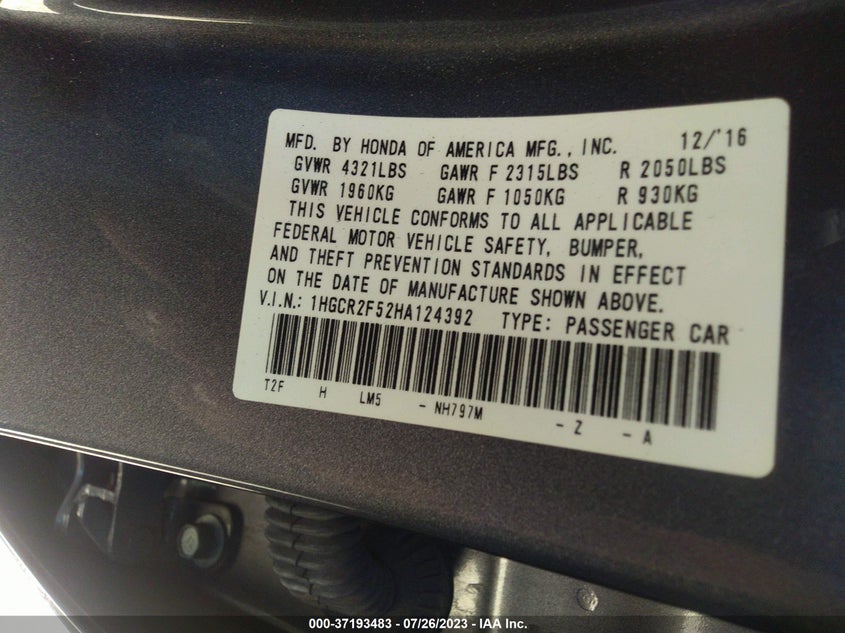 MFD. BY HONDA OF AMERICA MFG., INC. 12/'16
GVWR 4321LBS GAWR F 2315LBS R 2050LBS
GVWR 1960KG GAWR F 1050KG R 930KG
THIS VEHICLE CONFORMS TO ALL APPLICABLE
FEDERAL MOTOR VEHICLE SAFETY, BUMPER,
AND THEFT PREVENTION STANDARDS IN EFFECT
ON THE DATE OF MANUFACTURE SHOWN ABOVE.
V.I.N.: 1HGCR2F52HA124392 TYPE: PASSENGER CAR
T2F H LM5 - NH797M - Z - A
000-37193483 - 07/26/2023 - IAA Inc.